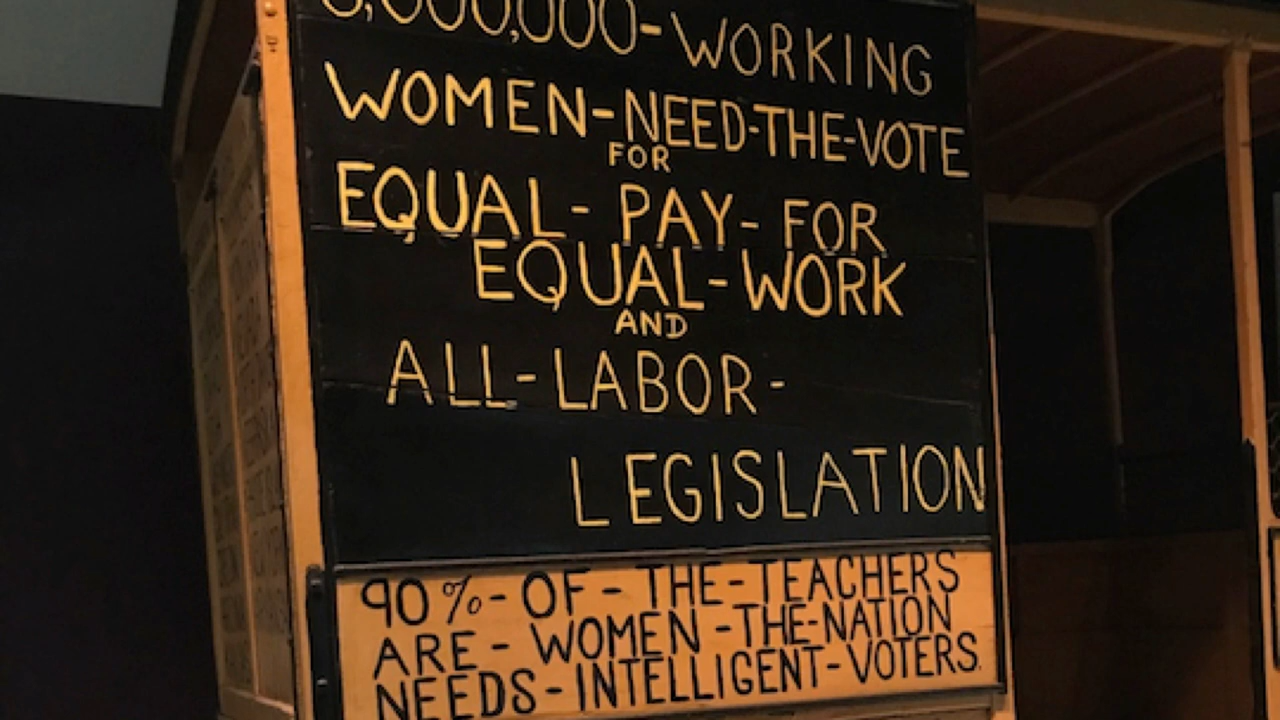 000,000-WORKING
WOMEN-NEED-THE-VOTE
FOR
EQUAL- PAY- FOR
EQUAL-WORK
AND
ALL-LABOR-
LEGISLATION
90%-OF-THE-TEACHERS
ARE-WOMEN-THE-NATION
NEEDS-INTELLIGENT-VOTERS.